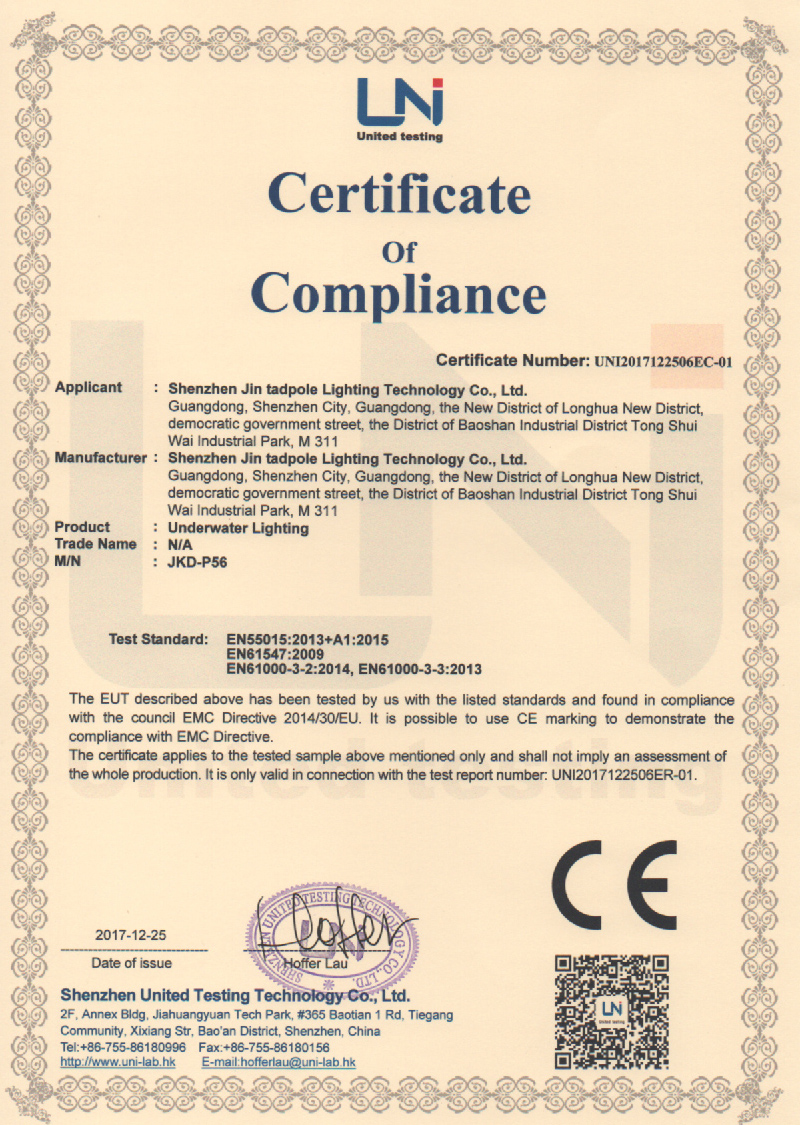 UNi
United testing
Certificate
Of
Compliance
Certificate Number: UNI2017122506EC-01
Applicant : Shenzhen Jin tadpole Lighting Technology Co., Ltd.
Guangdong, Shenzhen City, Guangdong, the New District of Longhua New District,
democratic government street, the District of Baoshan Industrial District Tong Shui
Wai Industrial Park, M 311
Manufacturer : Shenzhen Jin tadpole Lighting Technology Co., Ltd.
Guangdong, Shenzhen City, Guangdong, the New District of Longhua New District,
democratic government street, the District of Baoshan Industrial District Tong Shui
Wai Industrial Park, M 311
Product : Underwater Lighting
Trade Name : N/A
M/N : JKD-P56
Test Standard: EN55015:2013+A1:2015
EN61547:2009
EN61000-3-2:2014, EN61000-3-3:2013
The EUT described above has been tested by us with the listed standards and found in compliance
with the council EMC Directive 2014/30/EU. It is possible to use CE marking to demonstrate the
compliance with EMC Directive.
The certificate applies to the tested sample above mentioned only and shall not imply an assessment of
the whole production. It is only valid in connection with the test report number: UNI2017122506ER-01.
CE
SHENZHEN UNITED TESTING TECHNOLOGY CO., LTD.
UNi
Hoffer
2017-12-25
Date of issue
Hoffer Lau
Shenzhen United Testing Technology Co., Ltd.
2F, Annex Bldg, Jiahuangyuan Tech Park, #365 Baotian 1 Rd, Tiegang
Community, Xixiang Str, Bao'an District, Shenzhen, China
Tel:+86-755-86180996 Fax:+86-755-86180156
http://www.uni-lab.hk E-mail:hofferlau@uni-lab.hk
UNi